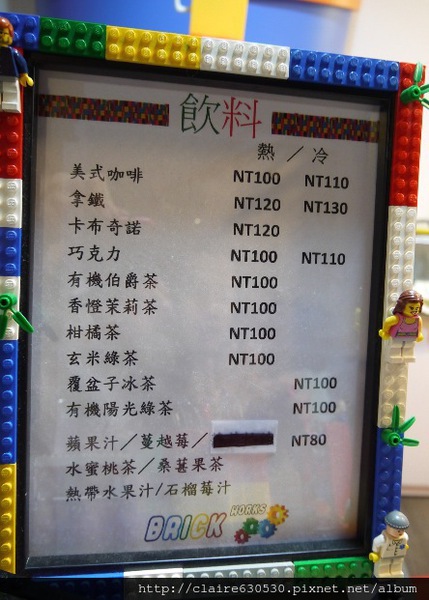 飲料
熱／冷
美式咖啡 NT100 NT110
拿鐵 NT120 NT130
卡布奇諾 NT120
巧克力 NT100 NT110
有機伯爵茶 NT100
香橙茉莉茶 NT100
柑橘茶 NT100
玄米綠茶 NT100
覆盆子冰茶 NT100
有機陽光綠茶 NT100
蘋果汁／蔓越莓／ NT80
水蜜桃茶／桑葚果茶
熱帶水果汁/石榴莓汁
BRICK WORKS
http://claire630530.pixnet.net/album